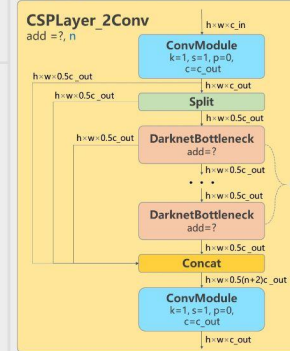 CSPLayer_2Conv
add =?, n
h×w×c_in
ConvModule
k=1, s=1, p=0,
c=c_out
h×w×0.5c_out
h×w×c_out
h×w×0.5c_out
Split
h×w×0.5c_out
h×w×0.5c_out
DarknetBottleneck
add=?
h×w×0.5c_out
...
h×w×0.5c_out
DarknetBottleneck
add=?
h×w×0.5c_out
Concat
h×w×0.5(n+2)c_out
ConvModule
k=1, s=1, p=0,
c=c_out
h×w×c_out